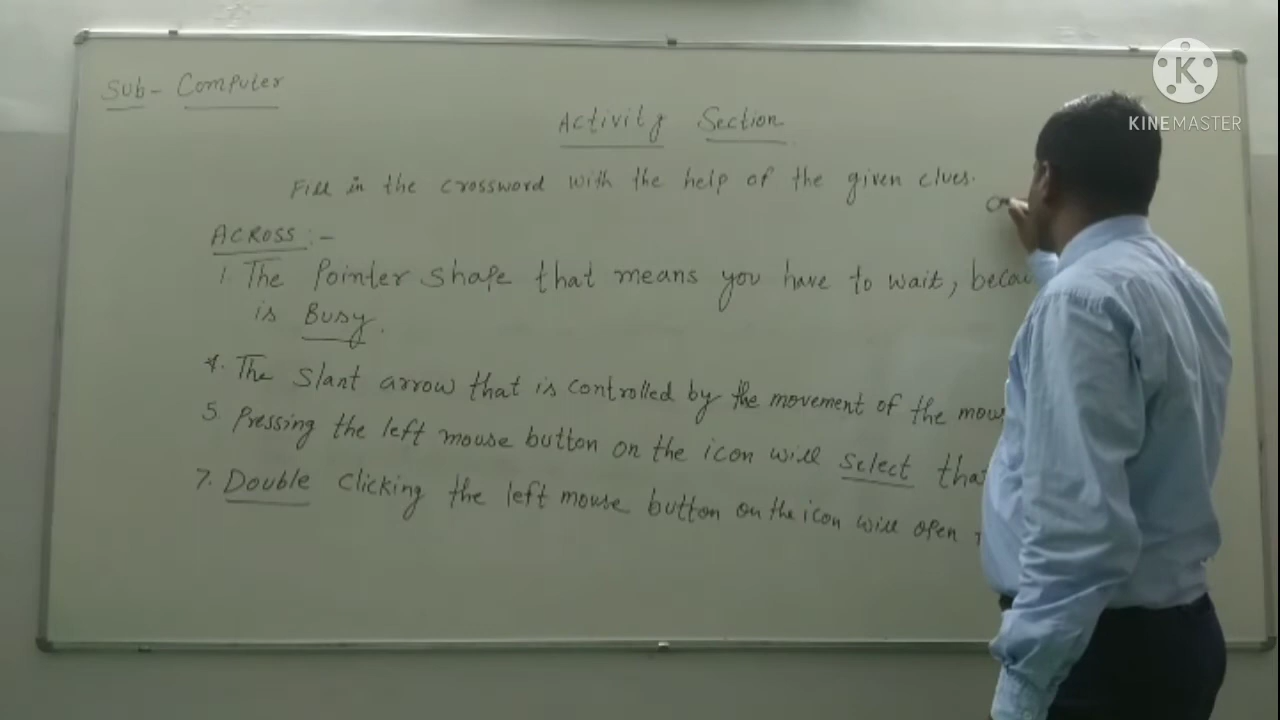 Sub- Computer
K
KINEMASTER
Activity Section
Fill in the crossword with the help of the given clues.
ACROSS :-
1. The Pointer Shape that means you have to wait, becau
is Busy.
4. The slant arrow that is controlled by the movement of the mous
5. Pressing the left mouse button on the icon will select that
7. Double clicking the left mouse button on the icon will open